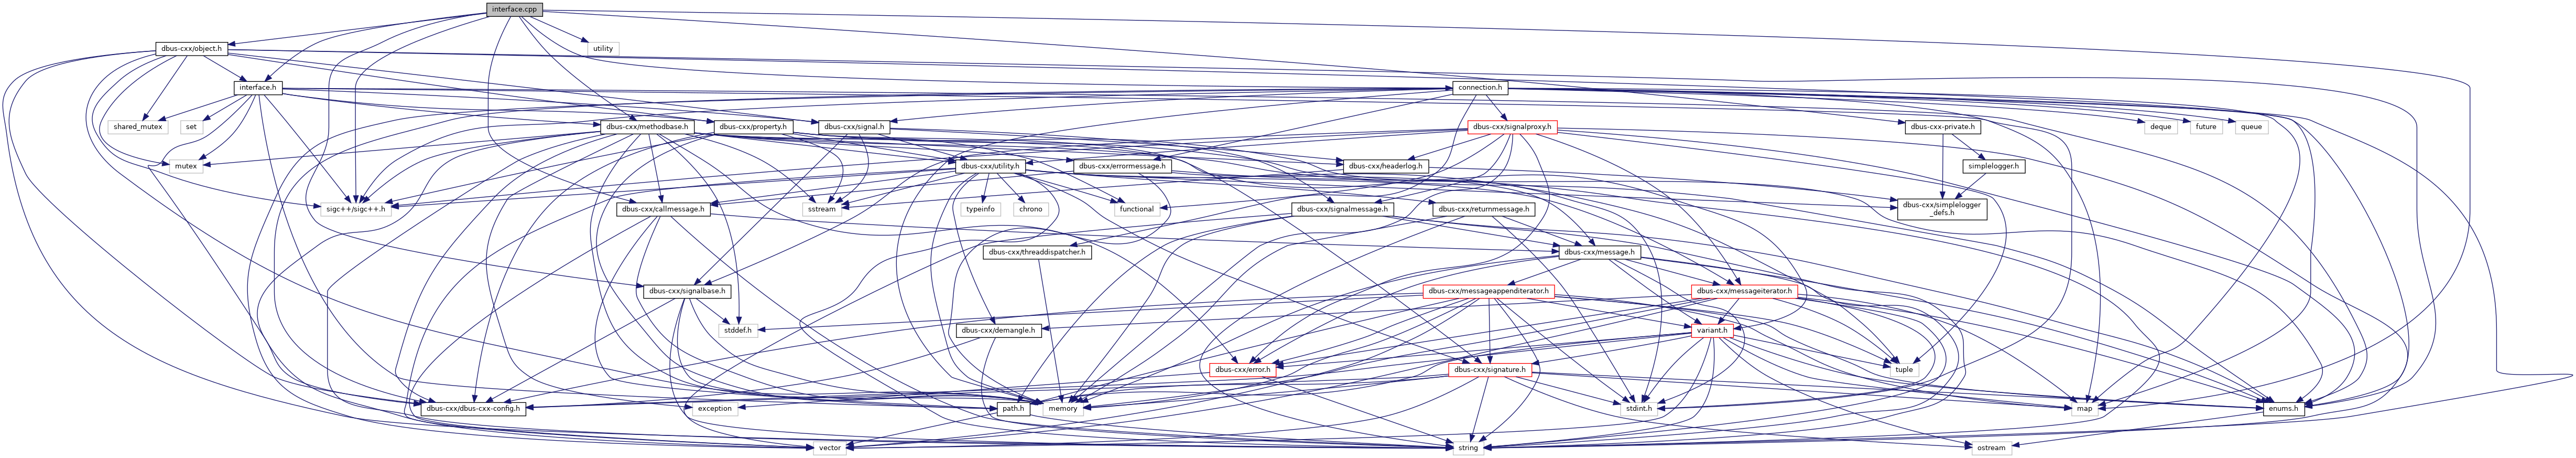 interface.cpp
dbus-cxx/object.h
utility
interface.h
connection.h
shared_mutex
set
dbus-cxx/methodbase.h
dbus-cxx/property.h
dbus-cxx/signal.h
dbus-cxx/signalproxy.h
dbus-cxx-private.h
deque
future
queue
mutex
dbus-cxx/utility.h
dbus-cxx/errormessage.h
dbus-cxx/headerlog.h
simplelogger.h
sigc++/sigc++.h
dbus-cxx/callmessage.h
sstream
typeinfo
chrono
functional
dbus-cxx/signalmessage.h
dbus-cxx/returnmessage.h
dbus-cxx/simplelogger
_defs.h
dbus-cxx/threaddispatcher.h
dbus-cxx/message.h
dbus-cxx/signalbase.h
dbus-cxx/messageappenditerator.h
dbus-cxx/messageiterator.h
stddef.h
dbus-cxx/demangle.h
variant.h
dbus-cxx/error.h
dbus-cxx/signature.h
tuple
dbus-cxx/dbus-cxx-config.h
exception
path.h
memory
stdint.h
map
enums.h
vector
string
ostream